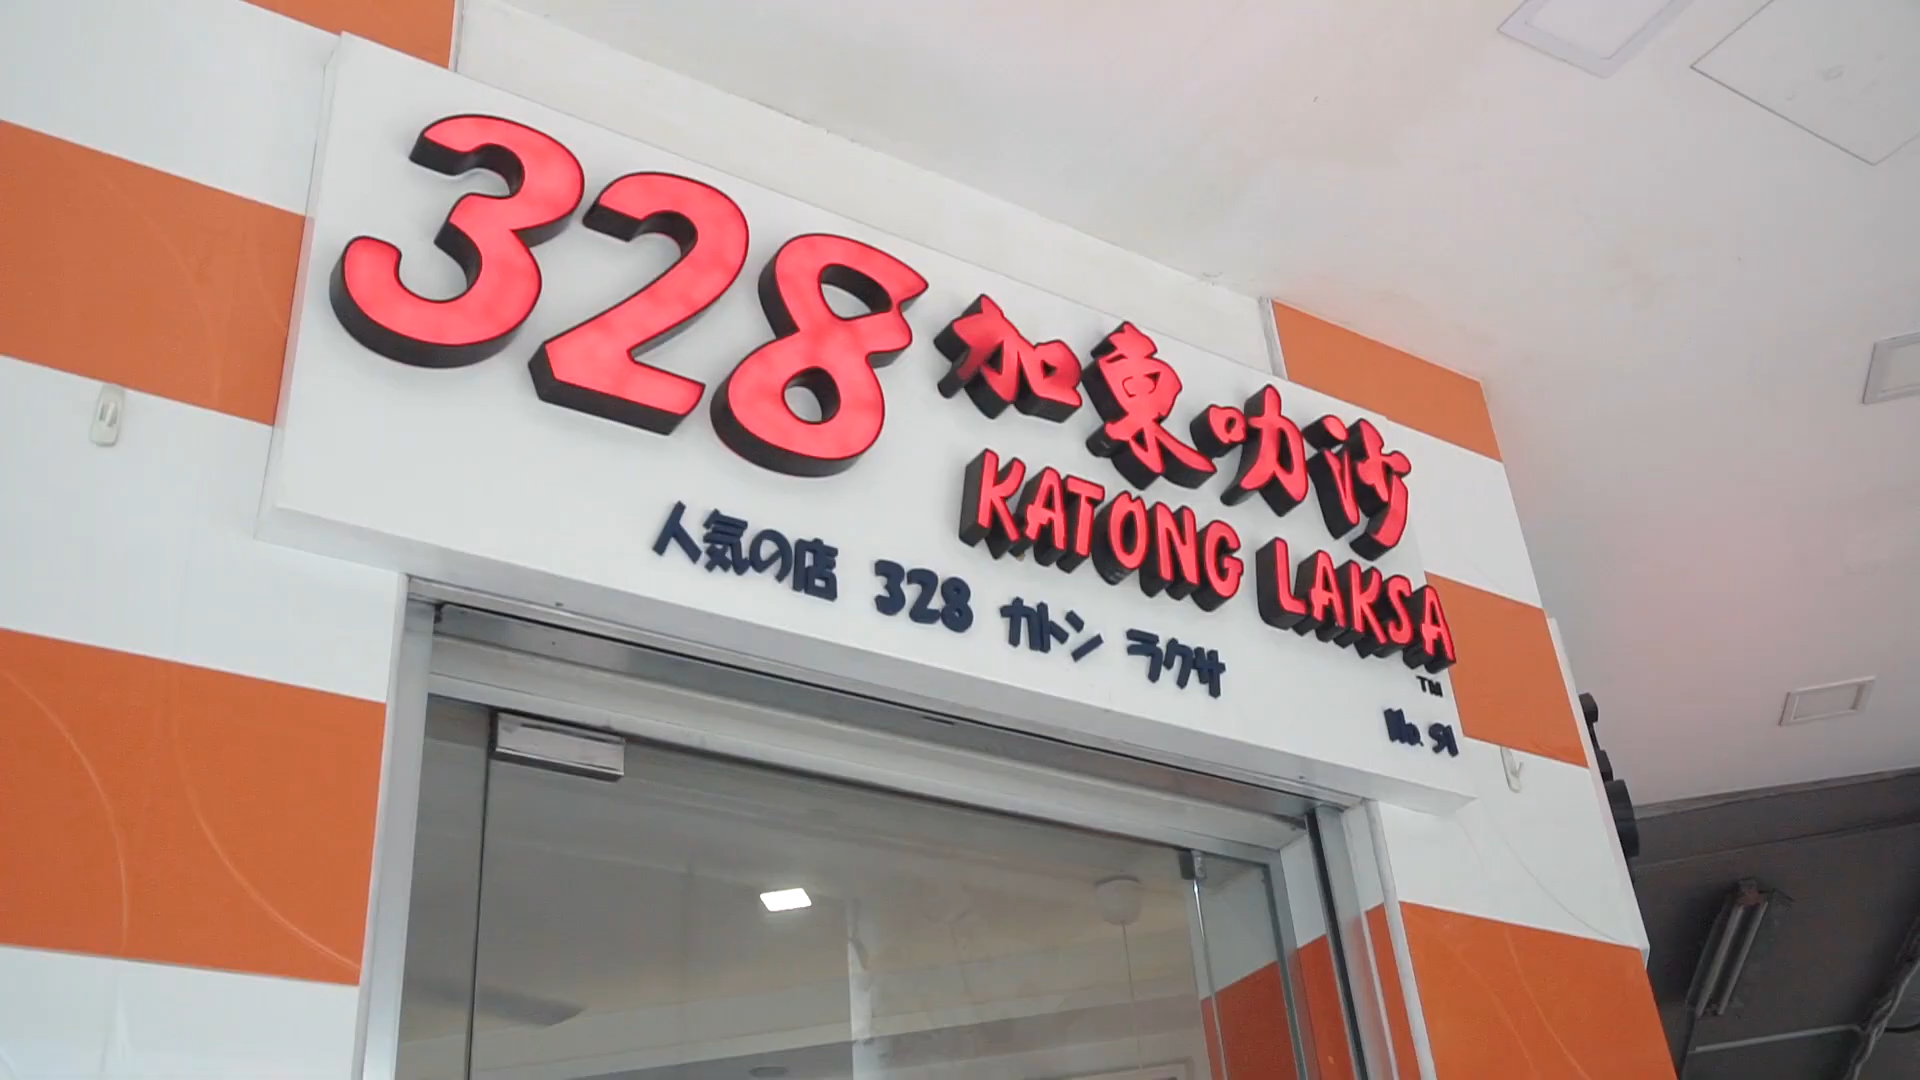 328 加東叻沙
KATONG LAKSA
TM
人気の店 328 カトン ラクサ
No. 91